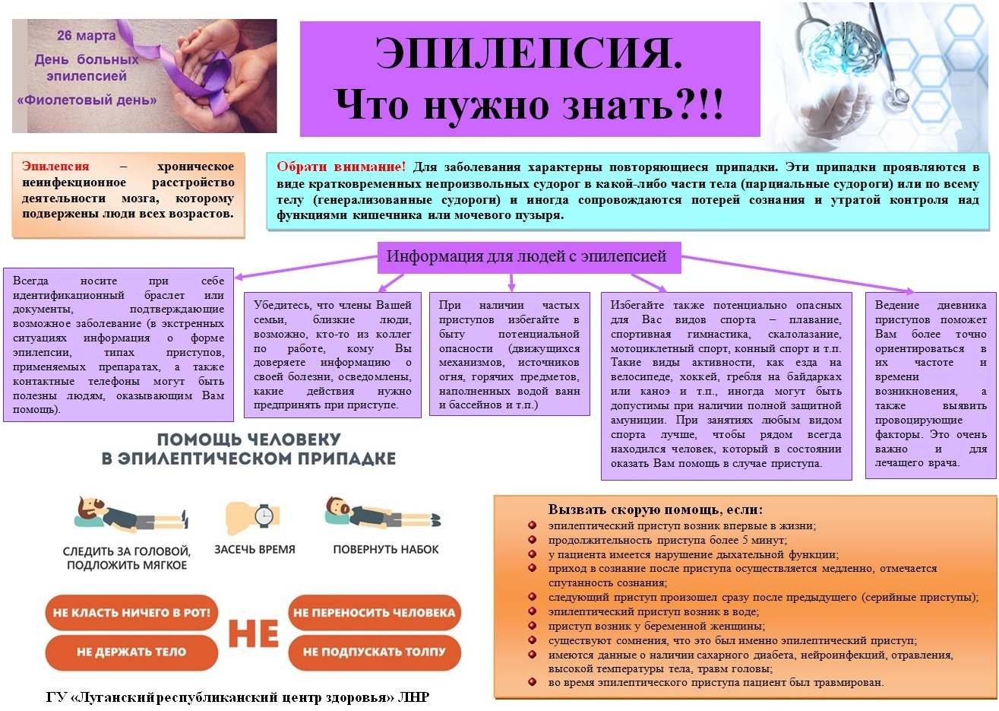 26 марта
День больных
эпилепсией
«Фиолетовый день»
ЭПИЛЕПСИЯ.
Что нужно знать?!!
Эпилепсия – хроническое
неинфекционное расстройство
деятельности мозга, которому
подвержены люди всех возрастов.
Обрати внимание! Для заболевания характерны повторяющиеся припадки. Эти припадки проявляются в
виде кратковременных непроизвольных судорог в какой-либо части тела (парциальные судороги) или по всему
телу (генерализованные судороги) и иногда сопровождаются потерей сознания и утратой контроля над
функциями кишечника или мочевого пузыря.
Информация для людей с эпилепсией
Всегда носите при себе
идентификационный браслет или
документы, подтверждающие
возможное заболевание (в экстренных
ситуациях информация о форме
эпилепсии, типах приступов,
применяемых препаратах, а также
контактные телефоны могут быть
полезны людям, оказывающим Вам
помощь).
Убедитесь, что члены Вашей
семьи, близкие люди,
возможно, кто-то из коллег
по работе, кому Вы
доверяете информацию о
своей болезни, осведомлены,
какие действия нужно
предпринять при приступе.
При наличии частых
приступов избегайте в
быту потенциальной
опасности (движущихся
механизмов, источников
огня, горячих предметов,
наполненных водой ванн
и бассейнов и т.п.)
Избегайте также потенциально опасных
для Вас видов спорта – плавание,
спортивная гимнастика, скалолазание,
мотоциклетный спорт, конный спорт и т.п.
Такие виды активности, как езда на
велосипеде, хоккей, гребля на байдарках
или каноэ и т.п., иногда могут быть
допустимы при наличии полной защитной
амуниции. При занятиях любым видом
спорта лучше, чтобы рядом всегда
находился человек, который в состоянии
оказать Вам помощь в случае приступа.
Ведение дневника
приступов поможет
Вам более точно
ориентироваться в
их частоте и
времени
возникновения, а
также выявить
провоцирующие
факторы. Это очень
важно и для
лечащего врача.
ПОМОЩЬ ЧЕЛОВЕКУ
В ЭПИЛЕПТИЧЕСКОМ ПРИПАДКЕ
СЛЕДИТЬ ЗА ГОЛОВОЙ,
ПОДЛОЖИТЬ МЯГКОЕ
ЗАСЕЧЬ ВРЕМЯ
ПОВЕРНУТЬ НАБОК
НЕ КЛАСТЬ НИЧЕГО В РОТ!
НЕ ДЕРЖАТЬ ТЕЛО
НЕ
НЕ ПЕРЕНОСИТЬ ЧЕЛОВЕКА
НЕ ПОДПУСКАТЬ ТОЛПУ
ГУ «Луганский республиканский центр здоровья» ЛНР
Вызвать скорую помощь, если:
эпилептический приступ возник впервые в жизни;
продолжительность приступа более 5 минут;
у пациента имеется нарушение дыхательной функции;
приход в сознание после приступа осуществляется медленно, отмечается
спутанность сознания;
следующий приступ произошел сразу после предыдущего (серийные приступы);
эпилептический приступ возник в воде;
приступ возник у беременной женщины;
существуют сомнения, что это был именно эпилептический приступ;
имеются данные о наличии сахарного диабета, нейроинфекций, отравления,
высокой температуры тела, травм головы;
во время эпилептического приступа пациент был травмирован.